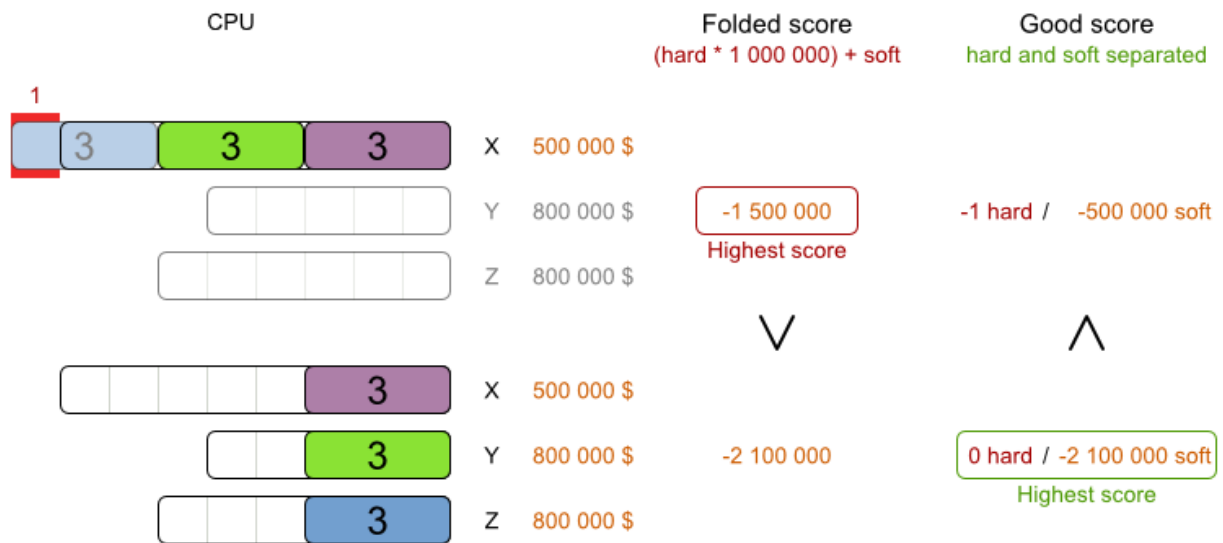 CPU
Folded score
Good score
(hard * 1 000 000) + soft
hard and soft separated
1
3 3 3 X 500 000 $
Y 800 000 $ -1 500 000 -1 hard / -500 000 soft
Highest score
Z 800 000 $
3 X 500 000 $
3 Y 800 000 $ -2 100 000 0 hard / -2 100 000 soft
Highest score
3 Z 800 000 $